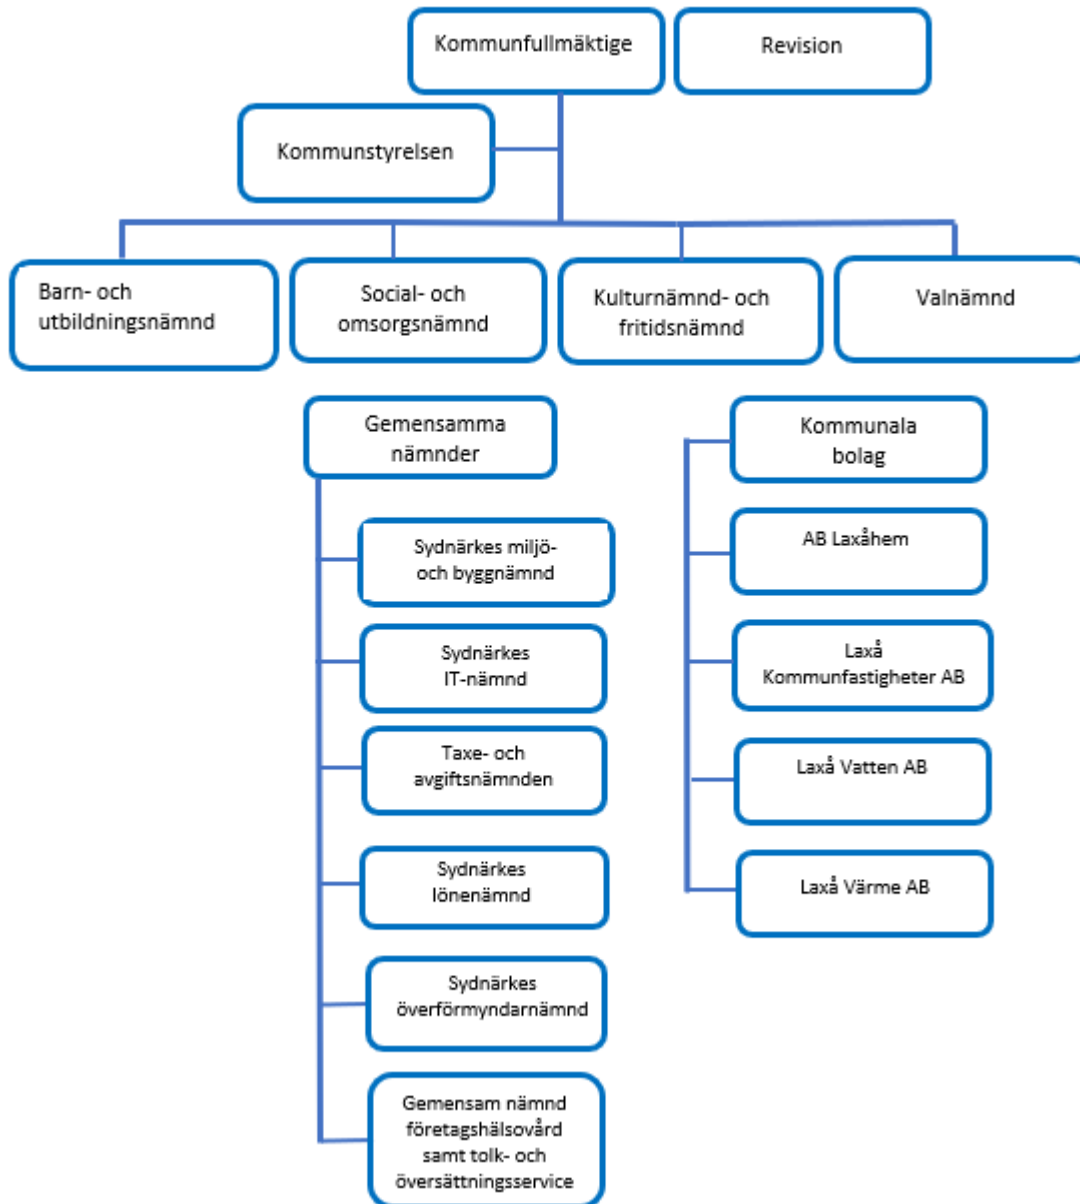 Kommunfullmäktige
Revision
Kommunstyrelsen
Barn- och
utbildningsnämnd
Social- och
omsorgsnämnd
Kulturnämnd- och
fritidsnämnd
Valnämnd
Gemensamma
nämnder
Sydnärkes miljö-
och byggnämnd
Sydnärkes
IT-nämnd
Taxe- och
avgiftsnämnden
Sydnärkes
lönenämnd
Sydnärkes
överförmyndarnämnd
Gemensam nämnd
företagshälsovård
samt tolk- och
översättningsservice
Kommunala
bolag
AB Laxåhem
Laxå
Kommunfastigheter AB
Laxå Vatten AB
Laxå Värme AB